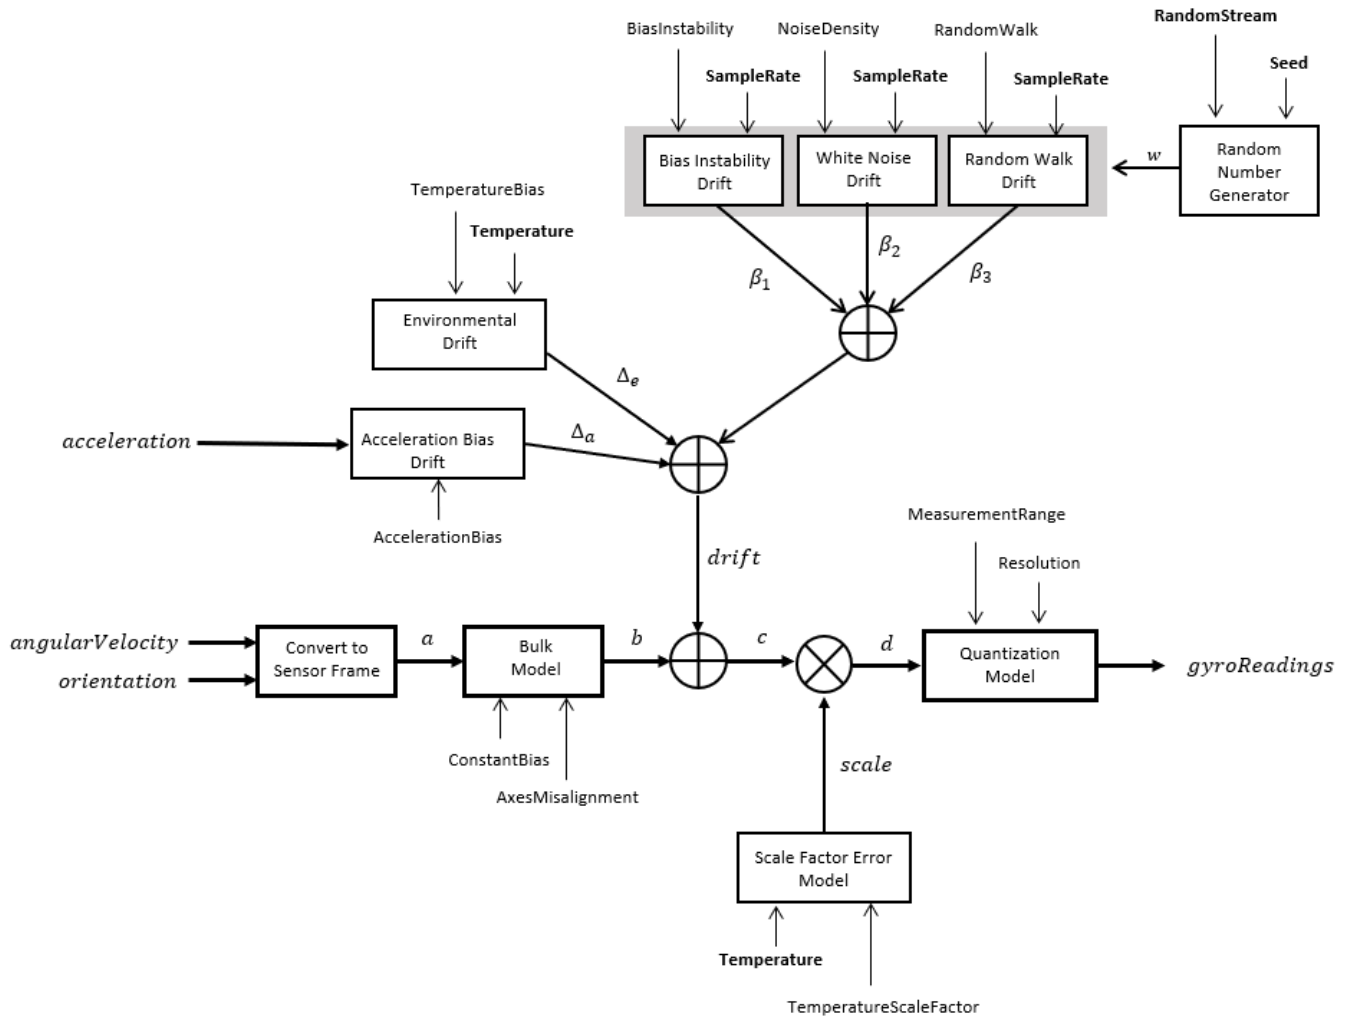 RandomStream
BiasInstability
NoiseDensity
RandomWalk
Seed
SampleRate
SampleRate
SampleRate
Bias Instability
Drift
White Noise
Drift
Random Walk
Drift
w
Random
Number
Generator
TemperatureBias
Temperature
β1
β2
β3
Environmental
Drift
Δe
acceleration
Acceleration Bias
Drift
Δa
AccelerationBias
drift
MeasurementRange
Resolution
angularVelocity
orientation
Convert to
Sensor Frame
a
Bulk
Model
b
c
d
Quantization
Model
gyroReadings
ConstantBias
AxesMisalignment
scale
Scale Factor Error
Model
Temperature
TemperatureScaleFactor